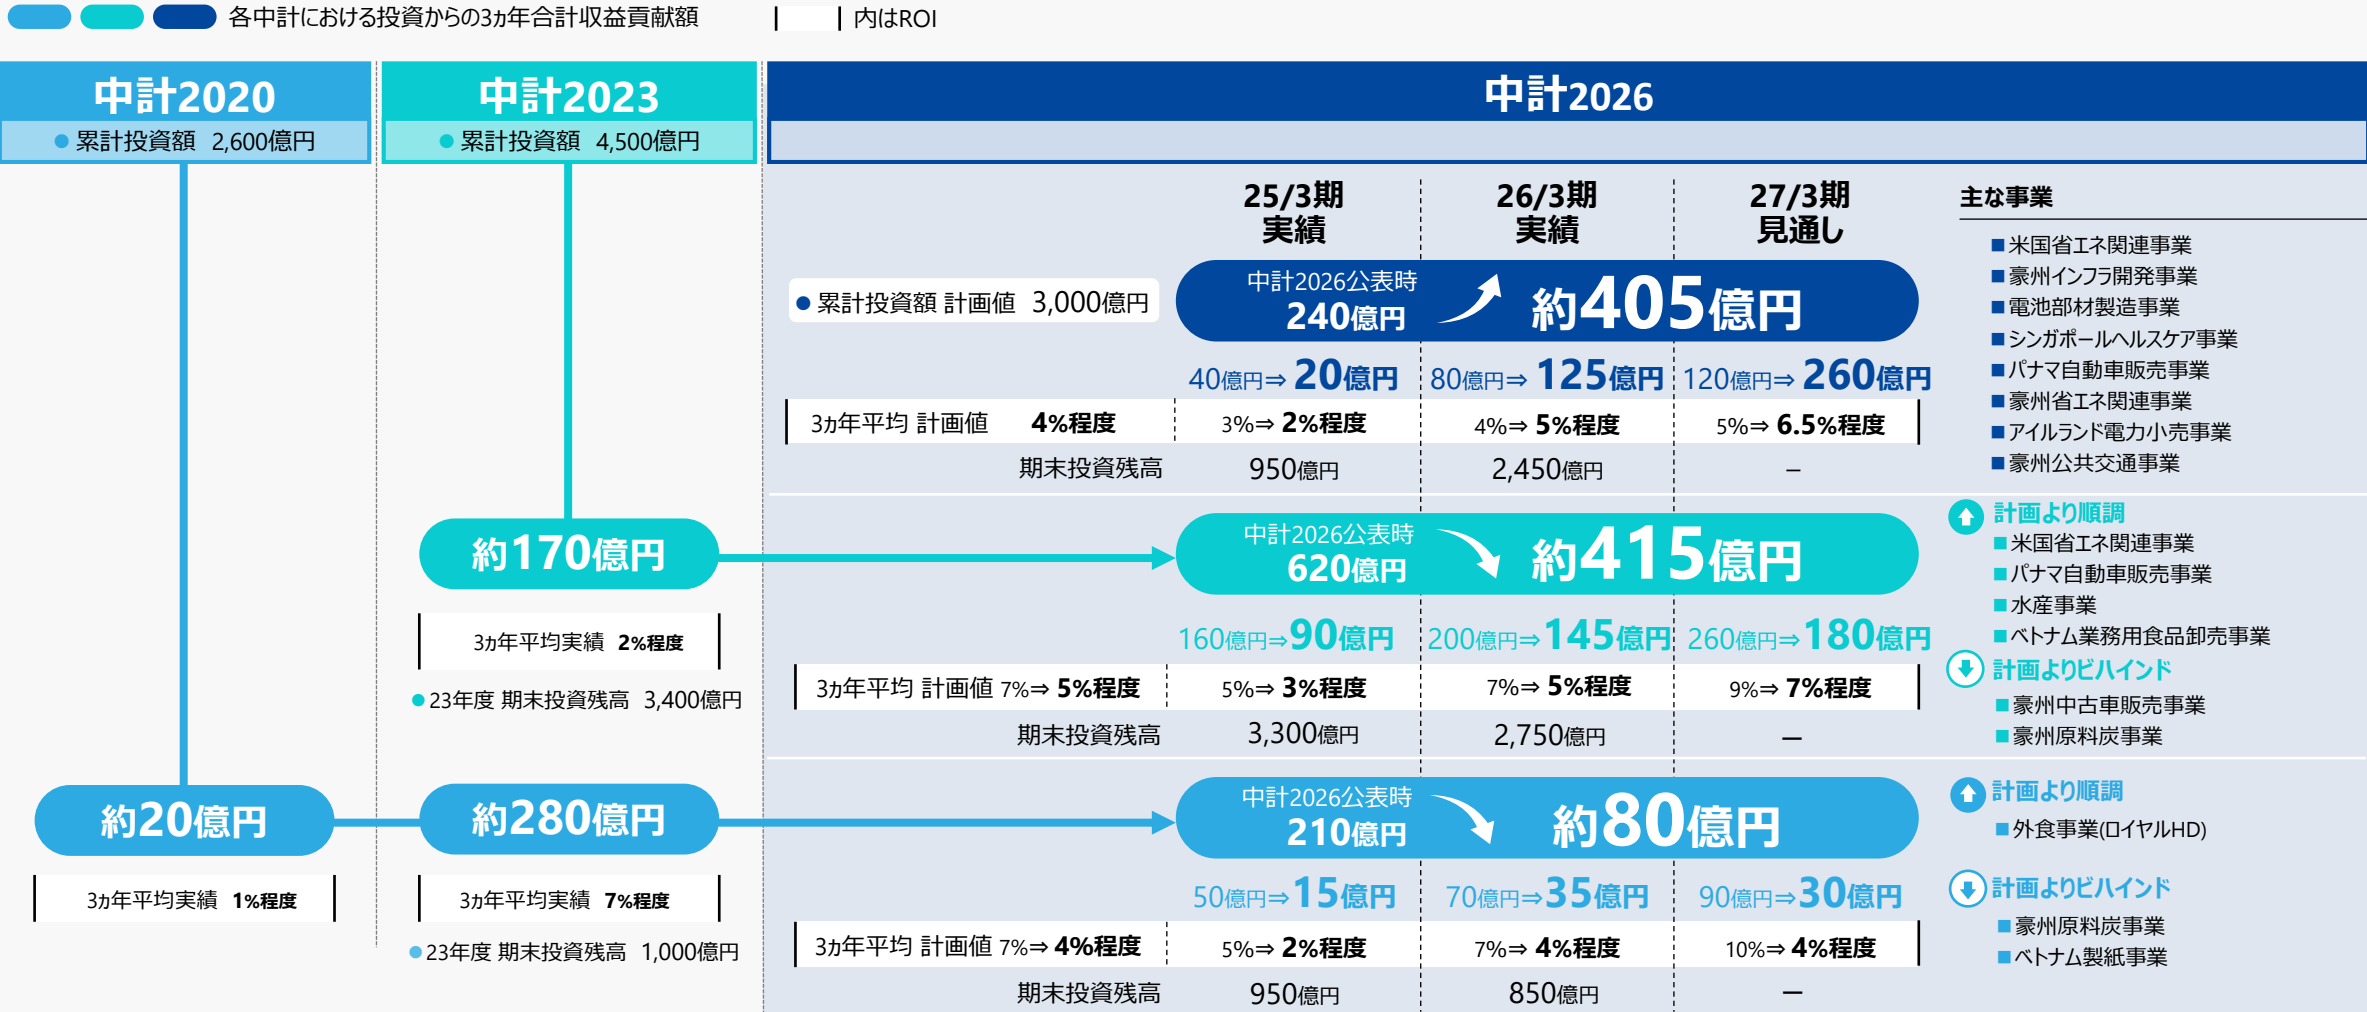 各中計における投資からの3ヵ年合計収益貢献額
内はROI
中計2020
● 累計投資額 2,600億円
中計2023
● 累計投資額 4,500億円
中計2026
25/3期
実績
26/3期
実績
27/3期
見通し
● 累計投資額 計画値 3,000億円
中計2026公表時
240億円
約405億円
40億円⇒ 20億円
80億円⇒ 125億円
120億円⇒ 260億円
3ヵ年平均 計画値 4%程度
3%⇒ 2%程度
4%⇒ 5%程度
5%⇒ 6.5%程度
期末投資残高
950億円
2,450億円
–
主な事業
■米国省エネ関連事業
■豪州インフラ開発事業
■電池部材製造事業
■シンガポールヘルスケア事業
■パナマ自動車販売事業
■豪州省エネ関連事業
■アイルランド電力小売事業
■豪州公共交通事業
約170億円
3ヵ年平均実績 2%程度
●23年度 期末投資残高 3,400億円
中計2026公表時
620億円
約415億円
160億円⇒90億円
200億円⇒145億円
260億円⇒180億円
3ヵ年平均 計画値 7%⇒ 5%程度
5%⇒ 3%程度
7%⇒ 5%程度
9%⇒ 7%程度
期末投資残高
3,300億円
2,750億円
–
計画より順調
■米国省エネ関連事業
■パナマ自動車販売事業
■水産事業
■ベトナム業務用食品卸売事業
計画よりビハインド
■豪州中古車販売事業
■豪州原料炭事業
約20億円
3ヵ年平均実績 1%程度
約280億円
3ヵ年平均実績 7%程度
●23年度 期末投資残高 1,000億円
中計2026公表時
210億円
約80億円
50億円⇒15億円
70億円⇒35億円
90億円⇒30億円
3ヵ年平均 計画値 7%⇒ 4%程度
5%⇒ 2%程度
7%⇒ 4%程度
10%⇒ 4%程度
期末投資残高
950億円
850億円
–
計画より順調
■外食事業(ロイヤルHD)
計画よりビハインド
■豪州原料炭事業
■ベトナム製紙事業